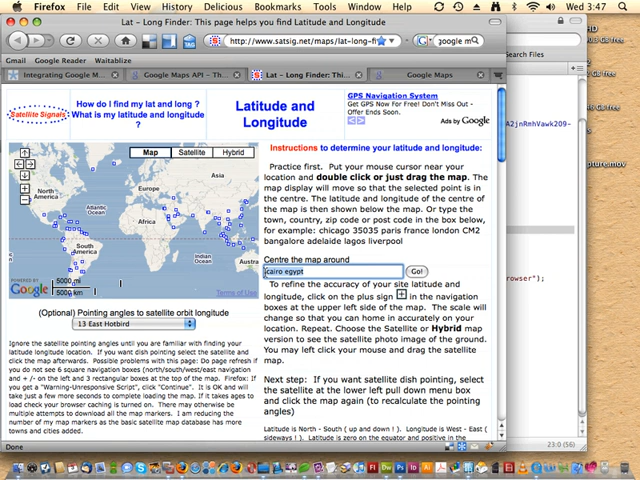 Firefox File Edit View History Delicious Bookmarks Tools Window Help
Wed 3:47
Lat – Long Finder: This page helps you find Latitude and Longitude
http://www.satsig.net/maps/lat-long-fi
google m
Gmail Google Reader Waitablize
Integrating Google M...
Google Maps API – Th...
Lat – Long Finder: Thi...
Google Maps
Satellite Signals
How do I find my lat and long ?
What is my latitude and longitude
?
Latitude and
Longitude
GPS Navigation System
Get GPS Now For Free! Don't Miss Out -
Offer Ends Soon.
Ads by Google
Map Satellite Hybrid
North
America
Atlantic
Ocean
Europe
Asia
Africa
South
America
Indian
Ocean
5000 mi
5000 km
POWERED BY
Google
Terms of Use
(Optional) Pointing angles to satellite orbit longitude
13 East Hotbird
Ignore the satellite pointing angles until you are familiar with finding your
latitude longitude location. If you want dish pointing select the satellite and
click the map afterwards. Possible problems with this page: Do page refresh if
you do not see 6 square navigation boxes (north/south/west/east navigation
and + /- on the left and 3 rectangular boxes at the top of the map. Firefox: If
you get a "Warning-Unresponsive Script", click "Continue". It is OK and will
take just a few more seconds to complete loading the map. If it takes ages to
load check your browser caching is turned on. There may otherwise be
multiple attempts to download all the map markers. I am reducing the
number of my map markers as the basic satellite map database has more
towns and cities added.
Instructions to determine your latitude and longitude:
Practice first. Put your mouse cursor near your
location and double click or just drag the map. The
map display will move so that the selected point is in
the centre. The latitude and longitude of the centre
of the map is then shown below the map. Or type the
town, country, zip code or post code in the box below,
for example: chicago 35035 paris france london CM2
bangalore adelaide lagos liverpool
Centre the map around
cairo egypt
Go!
To refine the accuracy of your site latitude and
longitude, click on the plus sign + in the navigation
boxes at the upper left side of the map. The scale will
change so that you can home in accurately on your
location. Repeat. Choose the Satellite or Hybrid map
version to see the satellite photo image of the ground.
You may left click your mouse and drag the satellite
map.
Next step: If you want satellite dish pointing, select
the satellite at the lower left pull down menu box
and click the map again (to recalculate the pointing
angles)
Latitude is North - South ( up and down ! ). Longitude is West - East (
sideways ! ). Latitude is zero on the equator and positive in the
Done
Search Files
A2jnRmhVawk2O9-
rowser");
23:0 (56)
HD